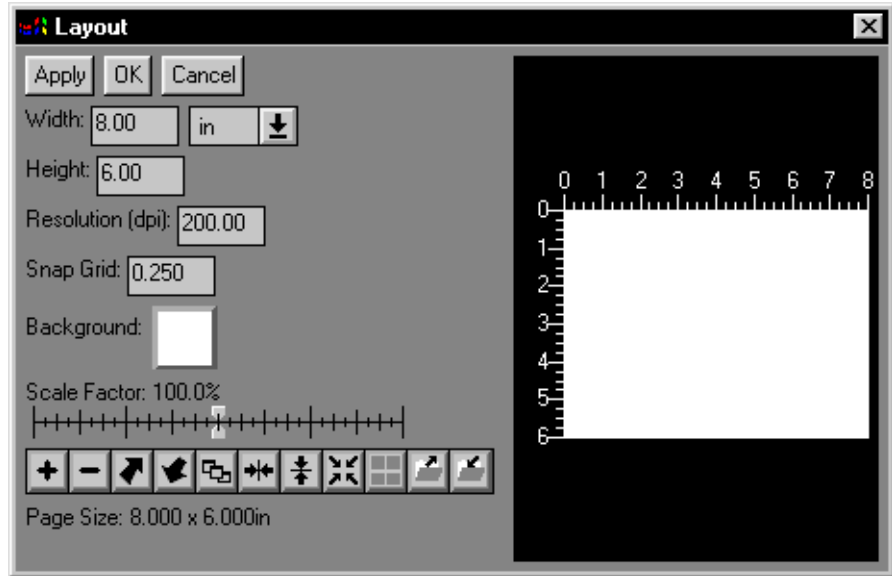 Layout
Apply OK Cancel
Width: 8.00 in
Height: 6.00
Resolution (dpi): 200.00
Snap Grid: 0.250
Background:
Scale Factor: 100.0%
Page Size: 8.000 x 6.000in
0 1 2 3 4 5 6 7 8
0
1
2
3
4
5
6